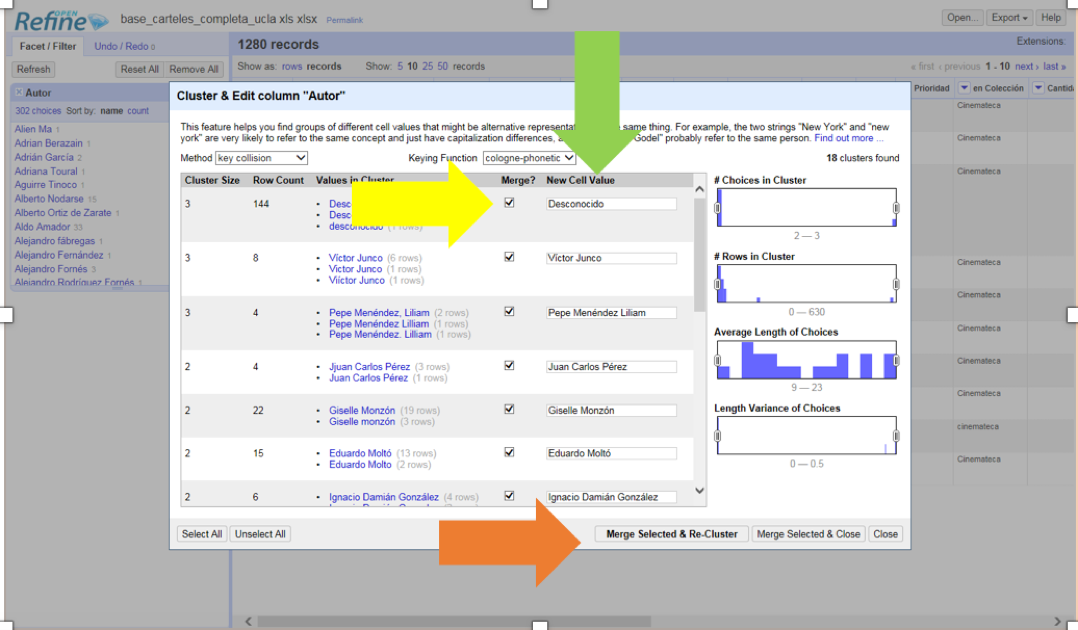 OPEN
Refine
base_carteles_completa_ucla xls xlsx Permalink
Open... Export Help
Facet / Filter Undo / Redo 0
1280 records
Extensions:
Refresh Reset All Remove All
Show as: rows records Show: 5 10 25 50 records
« first ‹ previous 1 - 10 next › last »
Autor
302 choices Sort by: name count
Alien Ma 1
Adrian Berazain 1
Adrián García 2
Adriana Toural 1
Aguirre Tinoco 1
Alberto Nodarse 15
Alberto Ortiz de Zarate 1
Aldo Amador 33
Alejandro fábregas 1
Alejandro Fernández 1
Alejandro Fornés 3
Alejandro Rodríguez Fornés 1
Prioridad en Colección Cantida
Cinemateca
Cinemateca
Cinemateca
Cinemateca
Cinemateca
Cinemateca
Cinemateca
Cinemateca
cinemateca
Cinemateca
Cluster & Edit column "Autor"
This feature helps you find groups of different cell values that might be alternative representat same thing. For example, the two strings "New York" and "new
york" are very likely to refer to the same concept and just have capitalization differences, a Godel" probably refer to the same person. Find out more ...
Method key collision Keying Function cologne-phonetic 18 clusters found
Cluster Size Row Count Values in Cluster Merge? New Cell Value
3 144 • Desc Desconocido
• Desc
• desconocido (1 rows)
3 8 • Víctor Junco (6 rows) Víctor Junco
• Victor Junco (1 rows)
• Viíctor Junco (1 rows)
3 4 • Pepe Menéndez, Liliam (2 rows) Pepe Menéndez Liliam
• Pepe Menéndez Lilliam (1 rows)
• Pepe Menéndez. Lilliam (1 rows)
2 4 • Jjuan Carlos Pérez (3 rows) Juan Carlos Pérez
• Juan Carlos Pérez (1 rows)
2 22 • Giselle Monzón (19 rows) Giselle Monzón
• Giselle monzón (3 rows)
2 15 • Eduardo Moltó (13 rows) Eduardo Moltó
• Eduardo Molto (2 rows)
2 6 • Ignacio Damián González (4 rows) Ignacio Damián González
# Choices in Cluster
2 — 3
# Rows in Cluster
0 — 630
Average Length of Choices
9 — 23
Length Variance of Choices
0 — 0.5
Select All Unselect All Merge Selected & Re-Cluster Merge Selected & Close Close